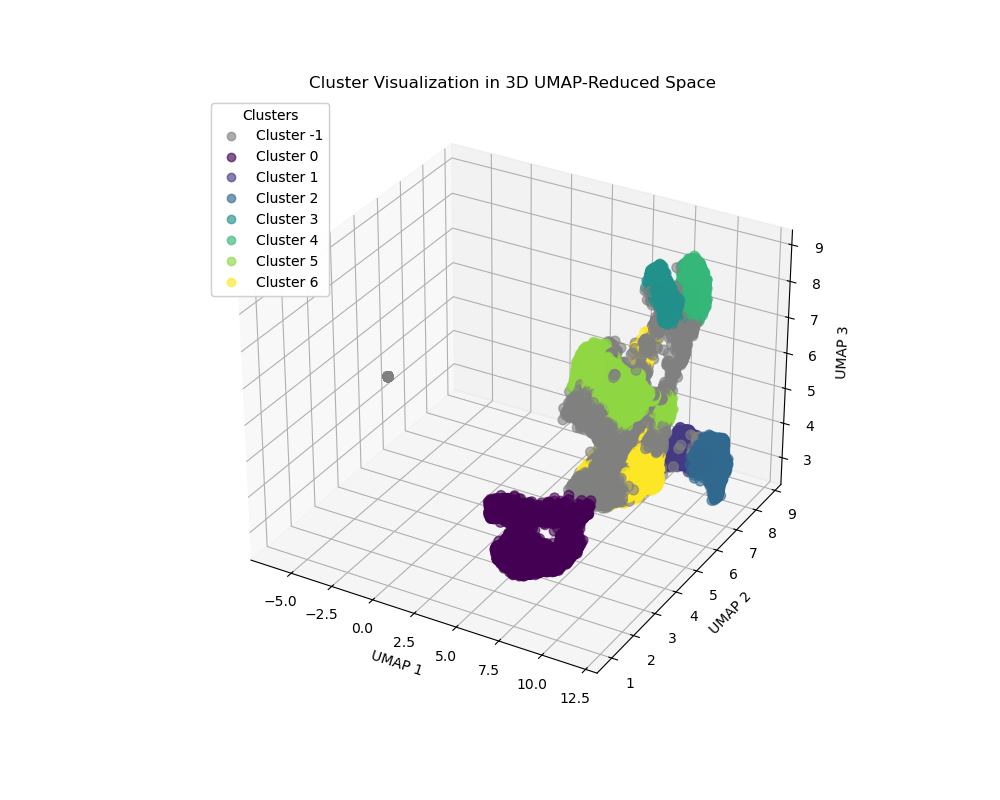 Cluster Visualization in 3D UMAP-Reduced Space
Clusters
Cluster -1
Cluster 0
Cluster 1
Cluster 2
Cluster 3
Cluster 4
Cluster 5
Cluster 6
9
8
7
6
5
4
3
UMAP 3
−5.0
−2.5
0.0
2.5
5.0
7.5
10.0
12.5
UMAP 1
9
8
7
6
5
4
3
2
1
UMAP 2